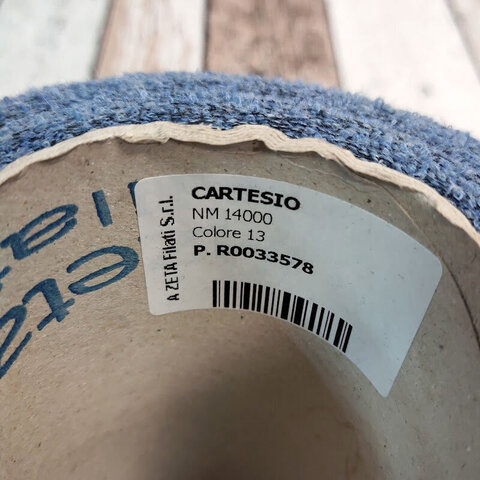 CARTESIO
NM 14000
Colore 13
P. R0033578
A ZETA Filati S.r.l.